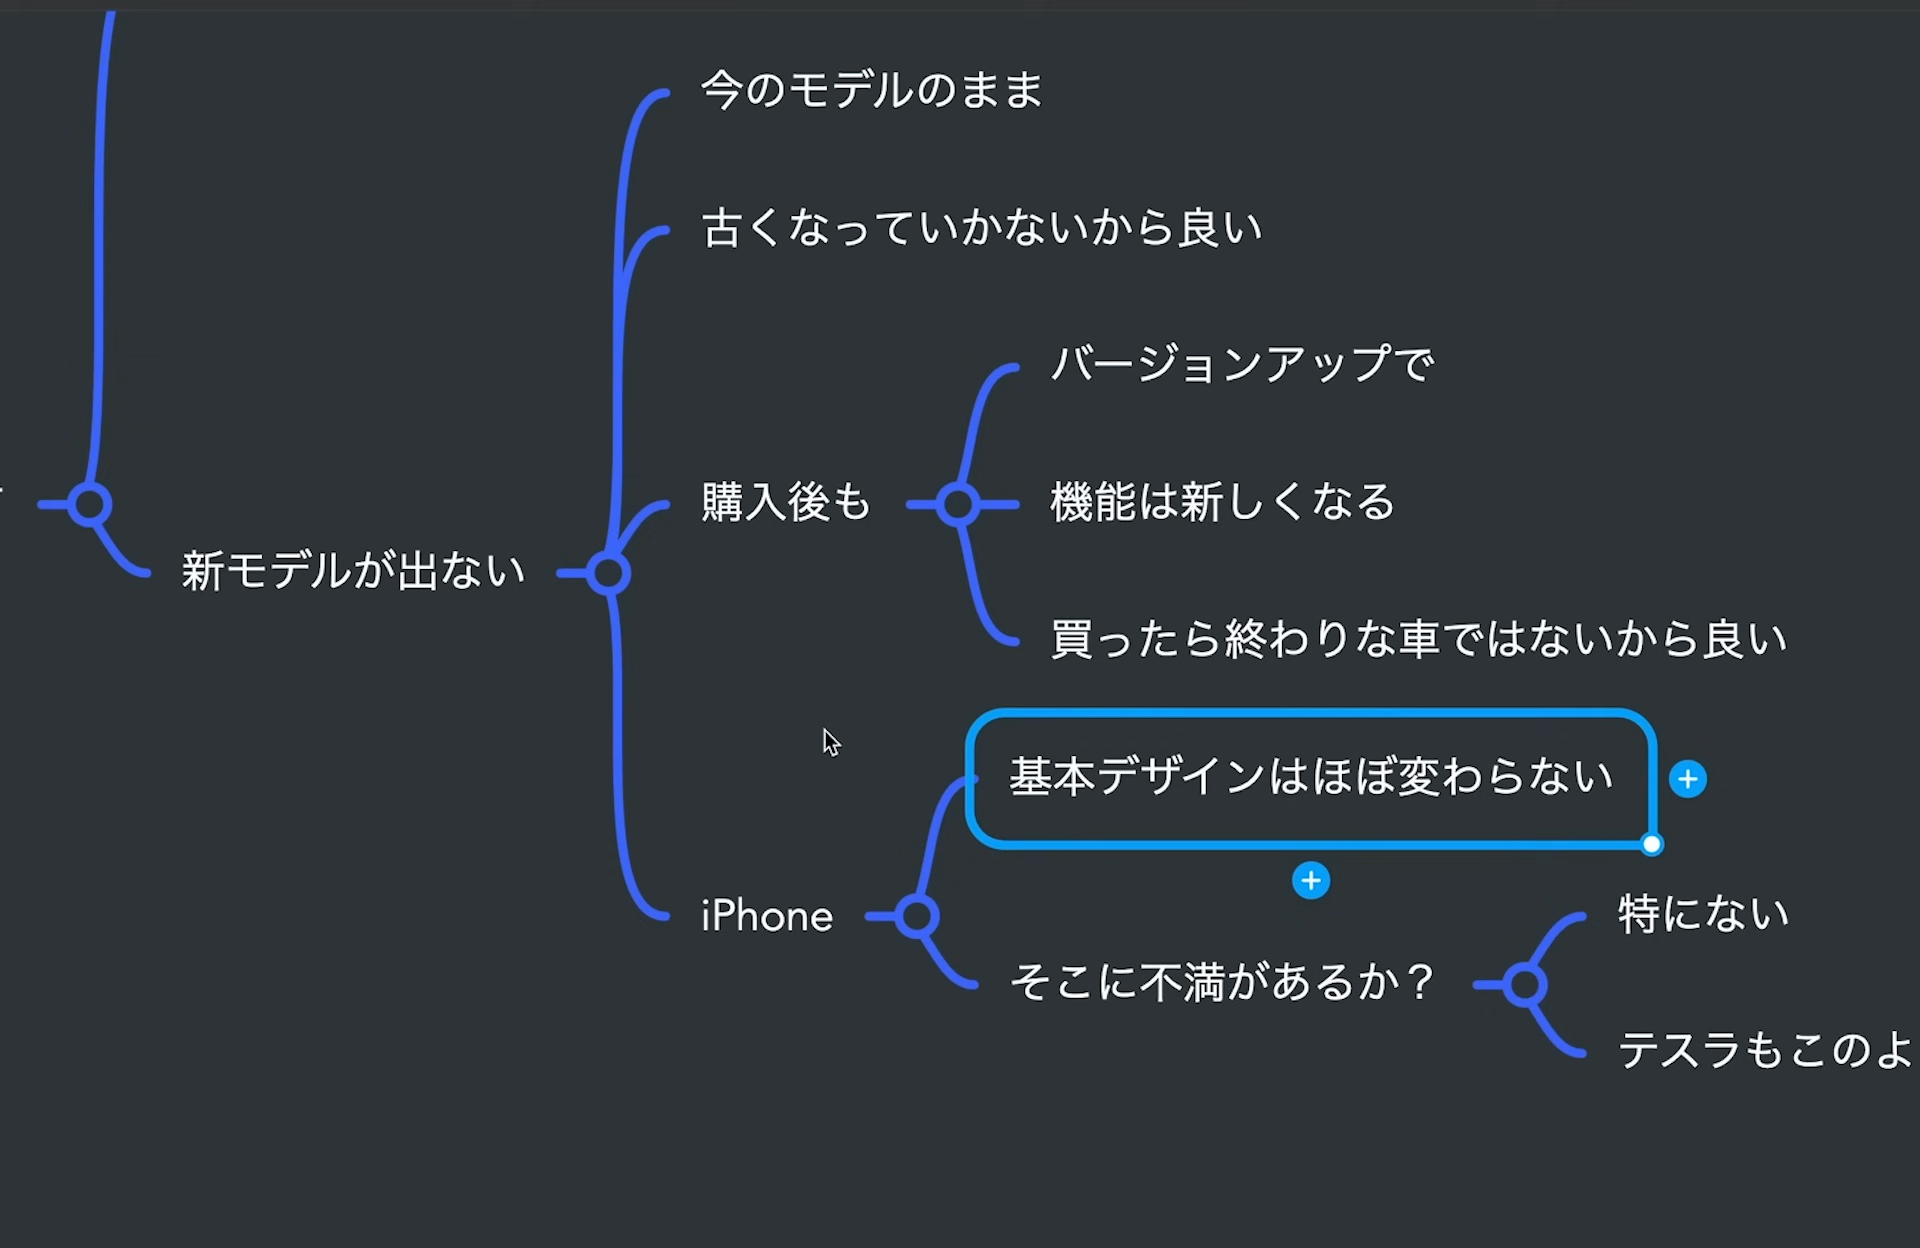 今のモデルのまま
古くなっていかないから良い
バージョンアップで
購入後も
機能は新しくなる
新モデルが出ない
買ったら終わりな車ではないから良い
基本デザインはほぼ変わらない
iPhone
特にない
そこに不満があるか？
テスラもこのよ